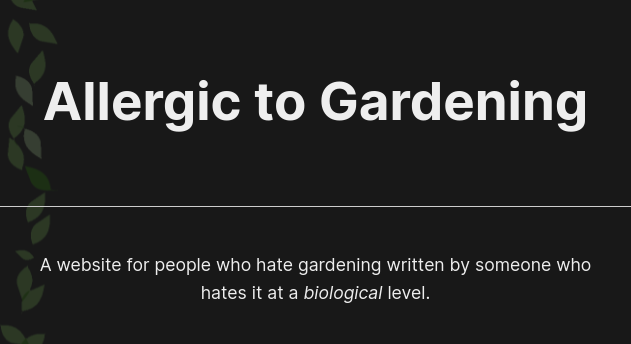 Allergic to Gardening
A website for people who hate gardening written by someone who
hates it at a biological level.